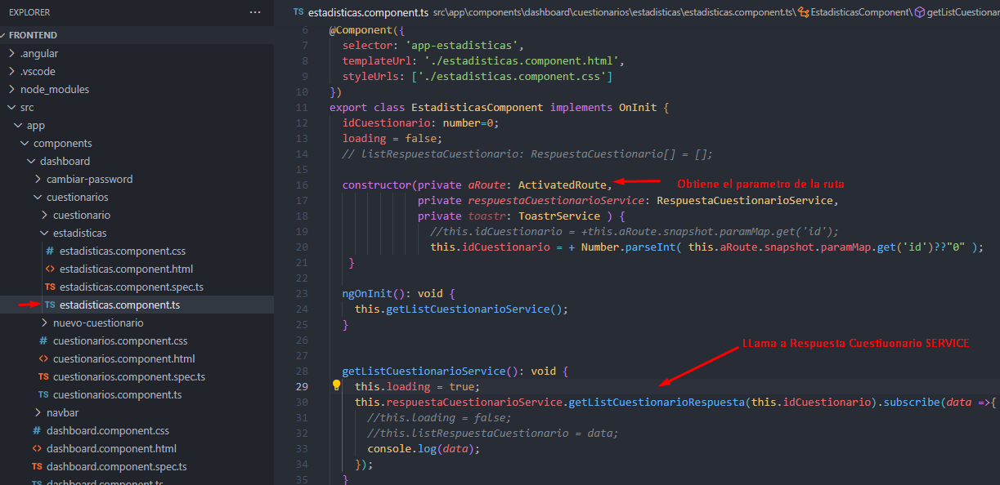 EXPLORER
···
FRONTEND
.angular
.vscode
node_modules
src
app
components
dashboard
cambiar-password
cuestionarios
cuestionario
estadisticas
# estadisticas.component.css
<> estadisticas.component.html
TS estadisticas.component.spec.ts
TS estadisticas.component.ts
nuevo-cuestionario
# cuestionarios.component.css
<> cuestionarios.component.html
TS cuestionarios.component.spec.ts
TS cuestionarios.component.ts
navbar
# dashboard.component.css
<> dashboard.component.html
TS dashboard.component.spec.ts
TS dashboard.component.ts
TS estadisticas.component.ts src\app\components\dashboard\cuestionarios\estadisticas\estadisticas.component.ts\ EstadisticasComponent\ getListCuestionar
6 @Component({
7 selector: 'app-estadisticas',
8 templateUrl: './estadisticas.component.html',
9 styleUrls: ['./estadisticas.component.css']
10 })
11 export class EstadisticasComponent implements OnInit {
12 idCuestionario: number=0;
13 loading = false;
14 // listRespuestaCuestionario: RespuestaCuestionario[] = [];
15
16 constructor(private aRoute: ActivatedRoute, Obtiene el parametro de la ruta
17 private respuestaCuestionarioService: RespuestaCuestionarioService,
18 private toastr: ToastrService ) {
19 //this.idCuestionario = +this.aRoute.snapshot.paramMap.get('id');
20 this.idCuestionario = + Number.parseInt( this.aRoute.snapshot.paramMap.get('id')??"0" );
21 }
22
23 ngOnInit(): void {
24 this.getListCuestionarioService();
25 }
26
27
LLama a Respuesta Cuestiuonario SERVICE
28 getListCuestionarioService(): void {
29 this.loading = true;
30 this.respuestaCuestionarioService.getListCuestionarioRespuesta(this.idCuestionario).subscribe(data =>{
31 //this.loading = false;
32 //this.listRespuestaCuestionario = data;
33 console.log(data);
34 });
35 }